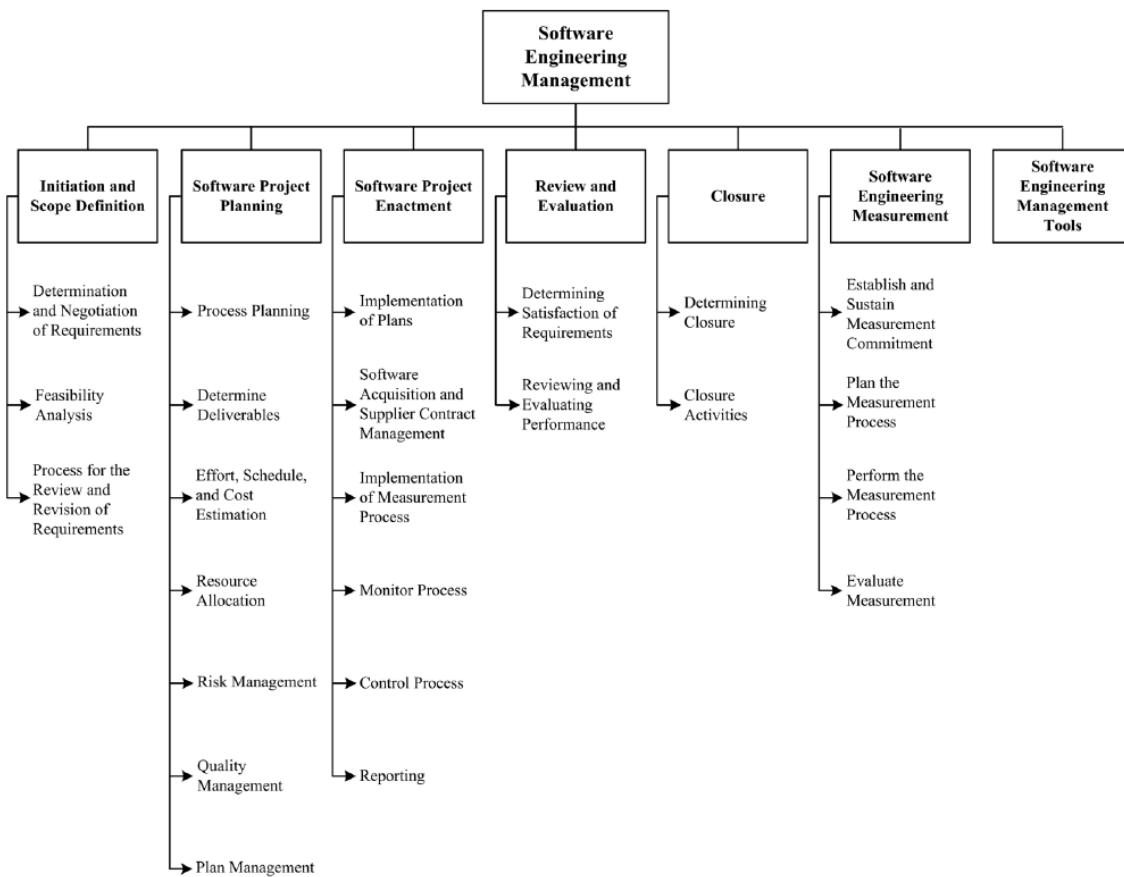 Software
Engineering
Management
Initiation and
Scope Definition
Software Project
Planning
Software Project
Enactment
Review and
Evaluation
Closure
Software
Engineering
Measurement
Software
Engineering
Management
Tools
Determination
and Negotiation
of Requirements
Feasibility
Analysis
Process for the
Review and
Revision of
Requirements
Process Planning
Determine
Deliverables
Effort, Schedule,
and Cost
Estimation
Resource
Allocation
Risk Management
Quality
Management
Plan Management
Implementation
of Plans
Software
Acquisition and
Supplier Contract
Management
Implementation
of Measurement
Process
Monitor Process
Control Process
Reporting
Determining
Satisfaction of
Requirements
Reviewing and
Evaluating
Performance
Determining
Closure
Closure
Activities
Establish and
Sustain
Measurement
Commitment
Plan the
Measurement
Process
Perform the
Measurement
Process
Evaluate
Measurement